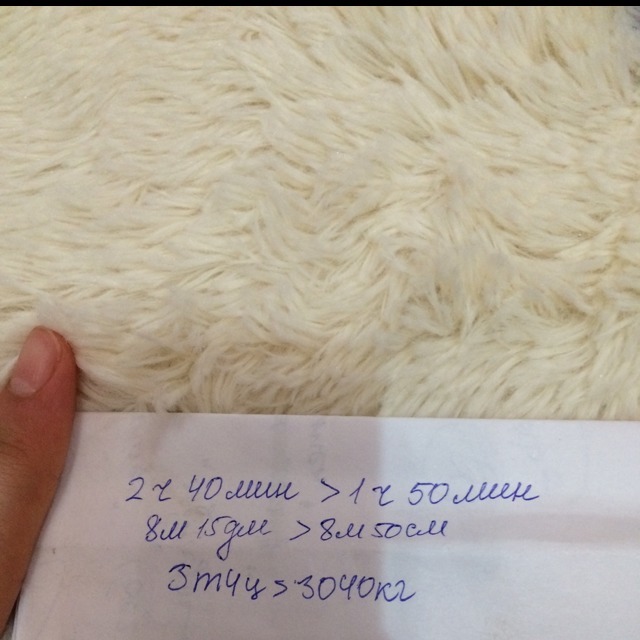 2ч 40мин > 1ч 50мин
8м 15дм > 8м 50см
3т4ц > 3040кг